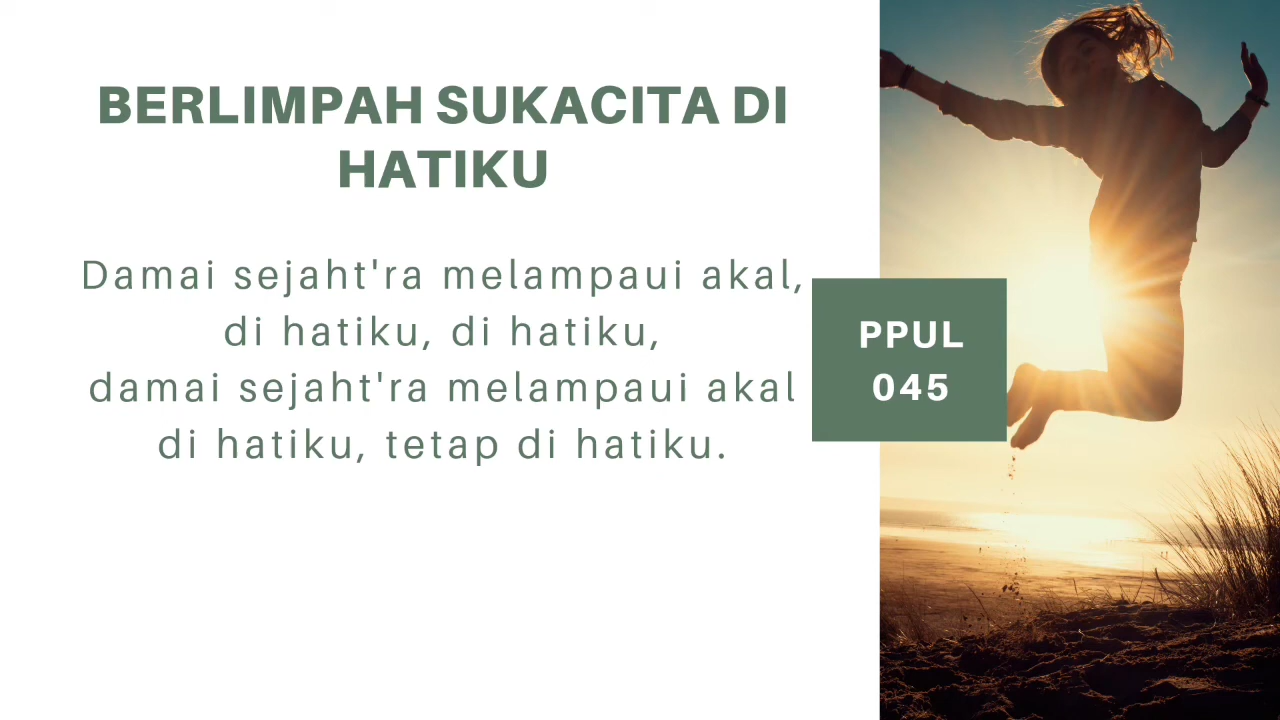 BERLIMPAH SUKACITA DI
HATIKU
Damai sejaht'ra melampaui akal,
di hatiku, di hatiku,
damai sejaht'ra melampaui akal
di hatiku, tetap di hatiku.
PPUL
045